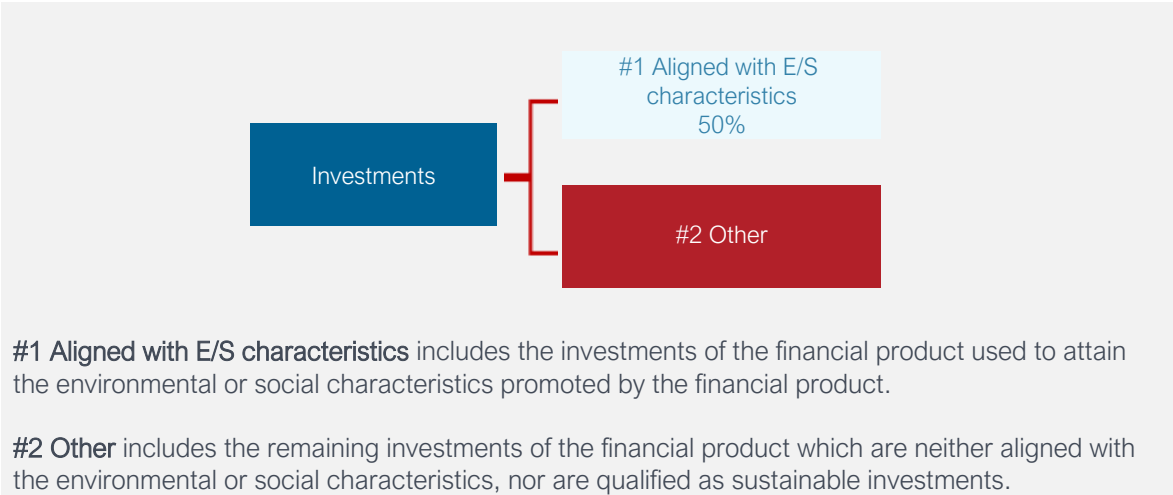 #1 Aligned with E/S
characteristics
50%
Investments
#2 Other
#1 Aligned with E/S characteristics includes the investments of the financial product used to attain
the environmental or social characteristics promoted by the financial product.
#2 Other includes the remaining investments of the financial product which are neither aligned with
the environmental or social characteristics, nor are qualified as sustainable investments.